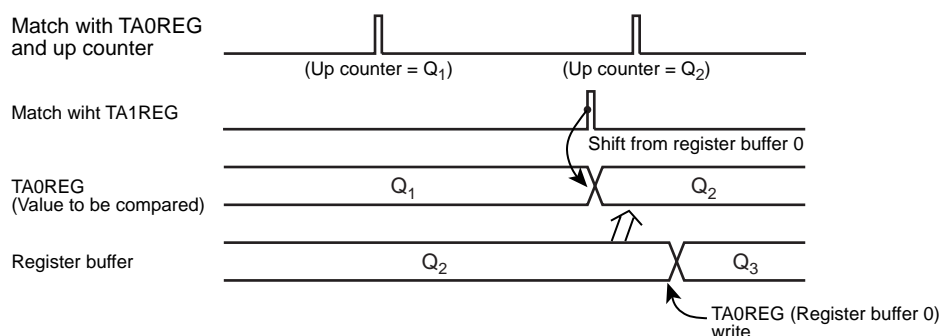 Match with TA0REG
and up counter
(Up counter = Q1)
(Up counter = Q2)
Match wiht TA1REG
Shift from register buffer 0
TA0REG
(Value to be compared)
Q1
Q2
Register buffer
Q2
Q3
TA0REG (Register buffer 0)
write